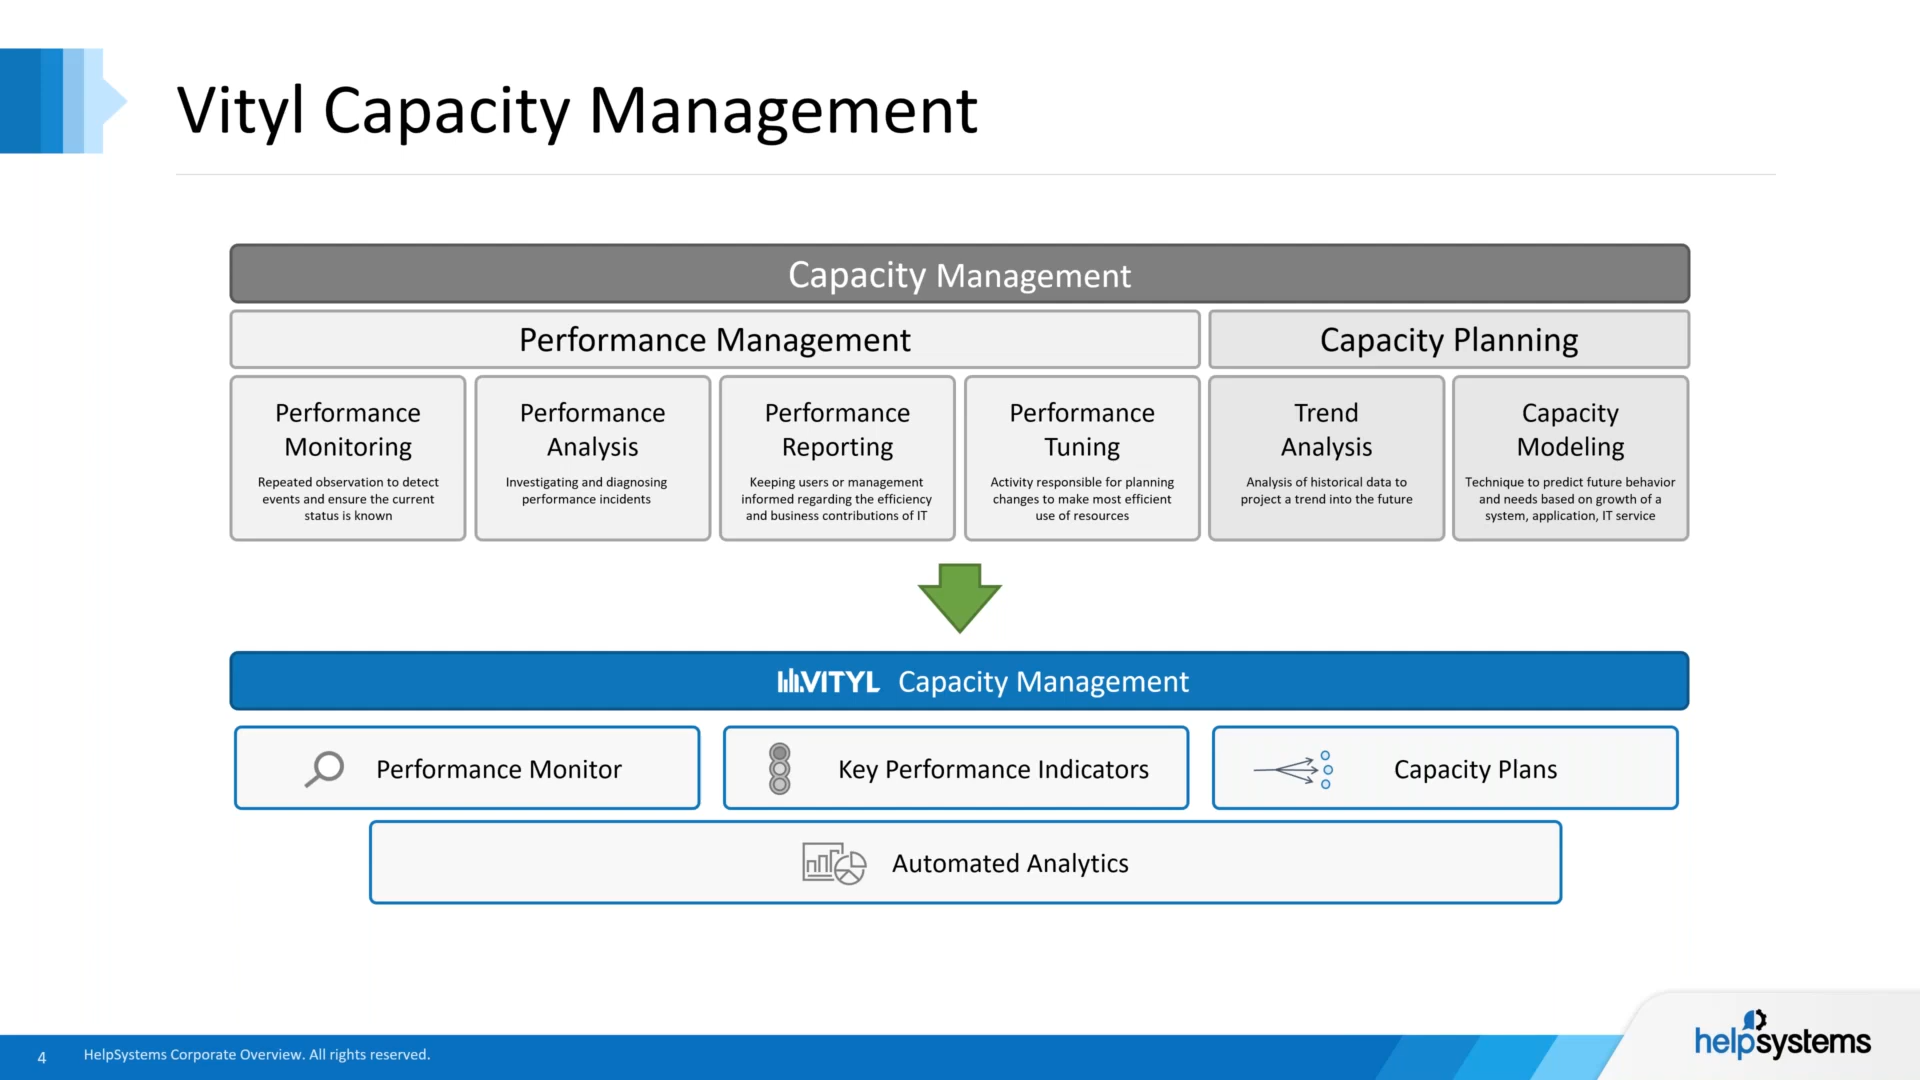 Vityl Capacity Management
Capacity Management
Performance Management
Capacity Planning
Performance
Monitoring
Repeated observation to detect
events and ensure the current
status is known
Performance
Analysis
Investigating and diagnosing
performance incidents
Performance
Reporting
Keeping users or management
informed regarding the efficiency
and business contributions of IT
Performance
Tuning
Activity responsible for planning
changes to make most efficient
use of resources
Trend
Analysis
Analysis of historical data to
project a trend into the future
Capacity
Modeling
Technique to predict future behavior
and needs based on growth of a
system, application, IT service
VITYL Capacity Management
Performance Monitor
Key Performance Indicators
Capacity Plans
Automated Analytics
4
HelpSystems Corporate Overview. All rights reserved.
helpsystems